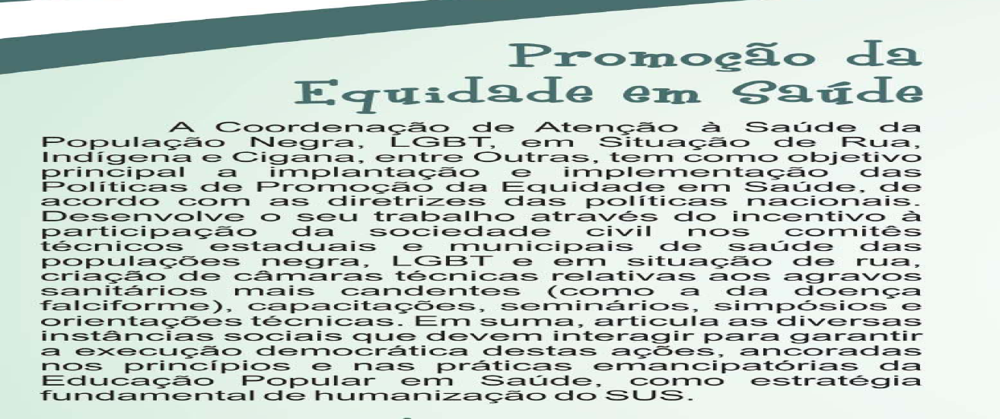 Promoção da
Equidade em Saúde
A Coordenação de Atenção à Saúde da
População Negra, LGBT, em Situação de Rua,
Indígena e Cigana, entre Outras, tem como objetivo
principal a implantação e implementação das
Políticas de Promoção da Equidade em Saúde, de
acordo com as diretrizes das políticas nacionais.
Desenvolve o seu trabalho através do incentivo à
participação da sociedade civil nos comitês
técnicos estaduais e municipais de saúde das
populações negra, LGBT e em situação de rua,
criação de câmaras técnicas relativas aos agravos
sanitários mais candentes (como a da doença
falciforme), capacitações, seminários, simpósios e
orientações técnicas. Em suma, articula as diversas
instâncias sociais que devem interagir para garantir
a execução democrática destas ações, ancoradas
nos princípios e nas práticas emancipatórias da
Educação Popular em Saúde, como estratégia
fundamental de humanização do SUS.